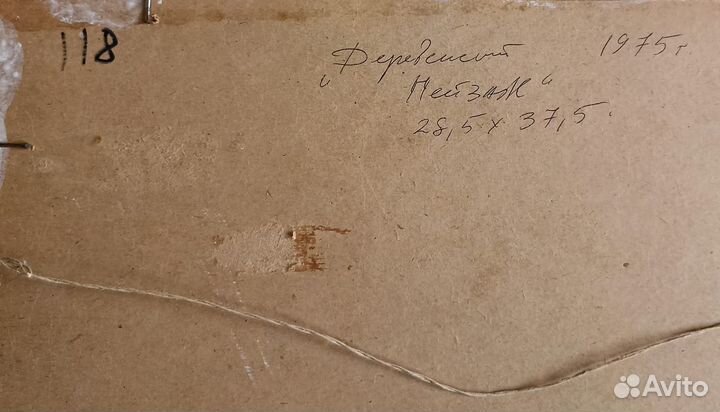 118
„Деревенский 1975 г
Пейзаж“
28,5 x 37,5.
Avito